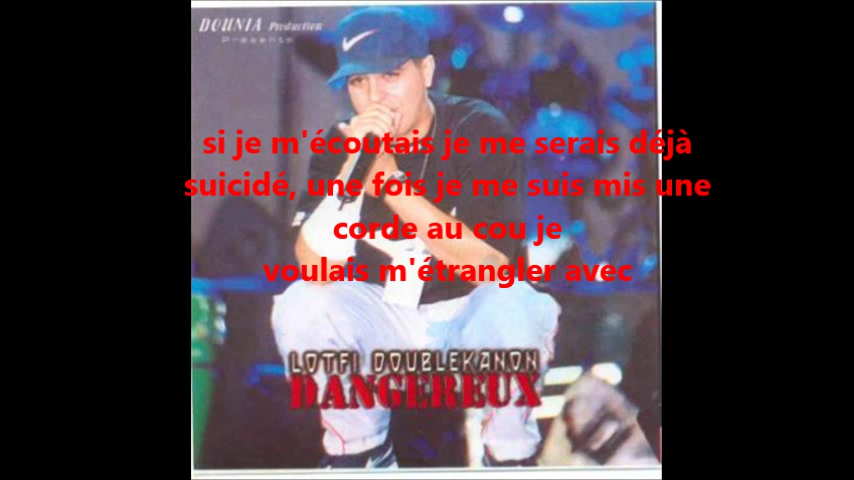 DOUNIA Production
Presents
si je m'écoutais je me serais déjà
suicidé, une fois je me suis mis une
corde au cou je
voulais m'étrangler avec
LOTFI DOUBLEKANON
DANGEREUX